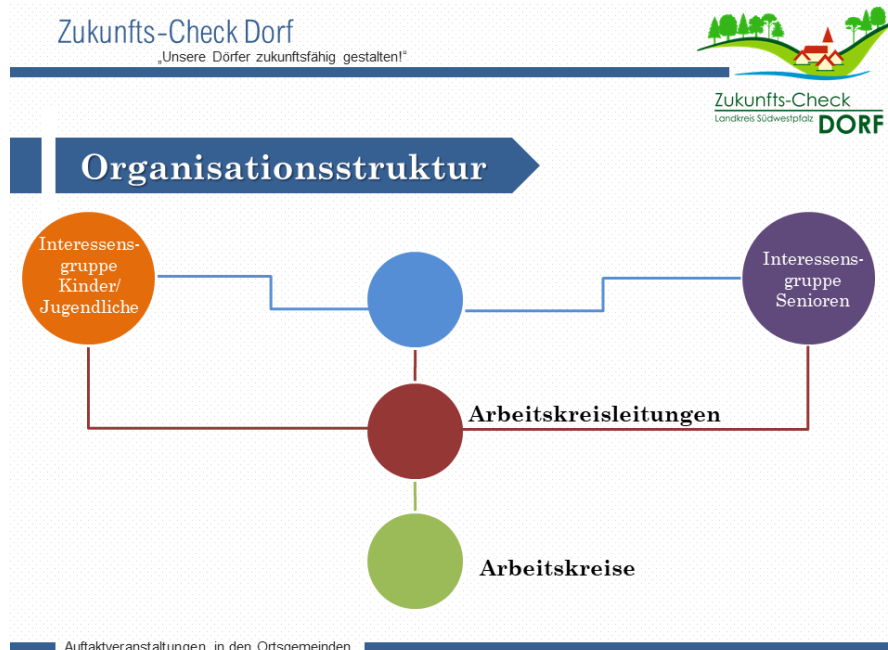 Zukunfts-Check Dorf
„Unsere Dörfer zukunftsfähig gestalten!“
Zukunfts-Check
Landkreis Südwestpfalz DORF
Organisationsstruktur
Interessens-
gruppe
Kinder/
Jugendliche
Interessens-
gruppe
Senioren
Arbeitskreisleitungen
Arbeitskreise
Auftaktveranstaltungen in den Ortsgemeinden